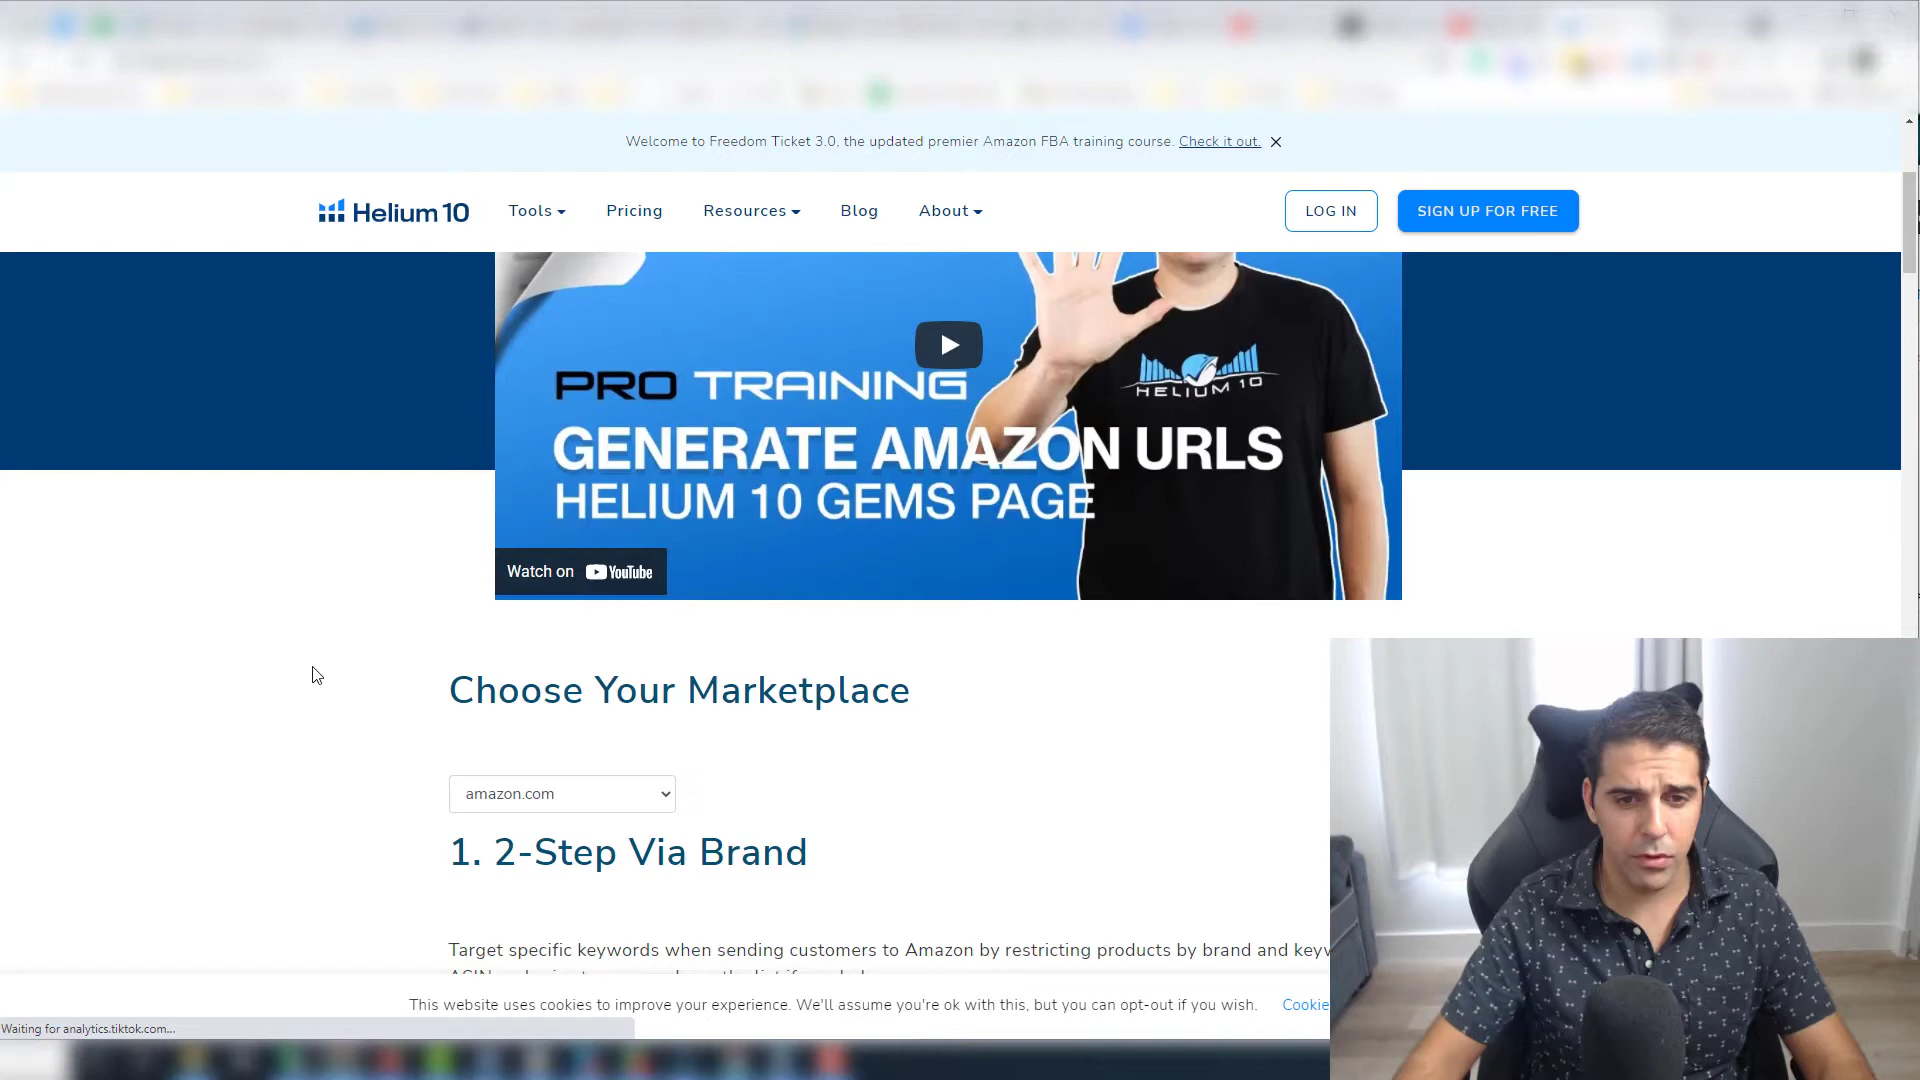 Welcome to Freedom Ticket 3.0, the updated premier Amazon FBA training course. Check it out.
Helium 10
Tools
Pricing
Resources
Blog
About
LOG IN
SIGN UP FOR FREE
HELIUM 10
PRO TRAINING
GENERATE AMAZON URLS
HELIUM 10 GEMS PAGE
Watch on YouTube
Choose Your Marketplace
amazon.com
1. 2-Step Via Brand
Target specific keywords when sending customers to Amazon by restricting products by brand and keyw
This website uses cookies to improve your experience. We'll assume you're ok with this, but you can opt-out if you wish. Cookie
Waiting for analytics.tiktok.com...